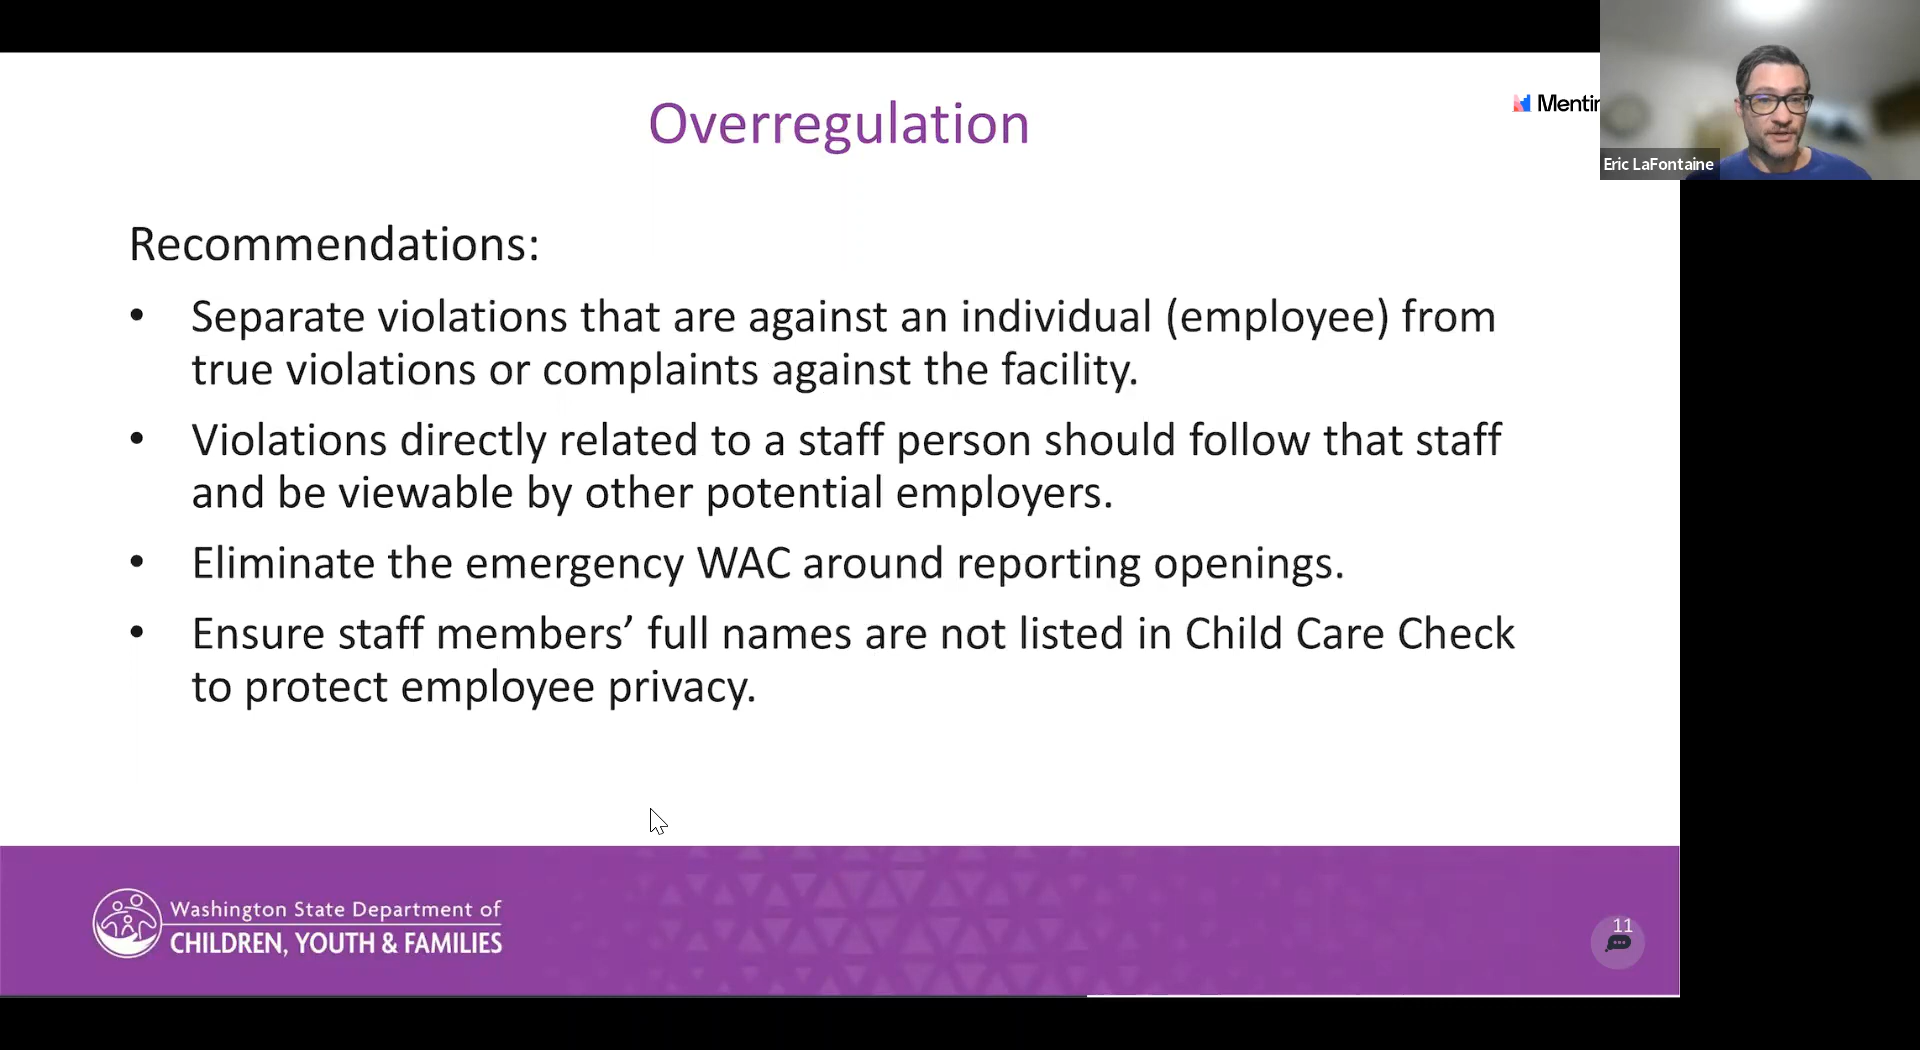 Overregulation
Mentir
Eric LaFontaine
Recommendations:
• Separate violations that are against an individual (employee) from
true violations or complaints against the facility.
• Violations directly related to a staff person should follow that staff
and be viewable by other potential employers.
• Eliminate the emergency WAC around reporting openings.
• Ensure staff members’ full names are not listed in Child Care Check
to protect employee privacy.
Washington State Department of
CHILDREN, YOUTH & FAMILIES
11